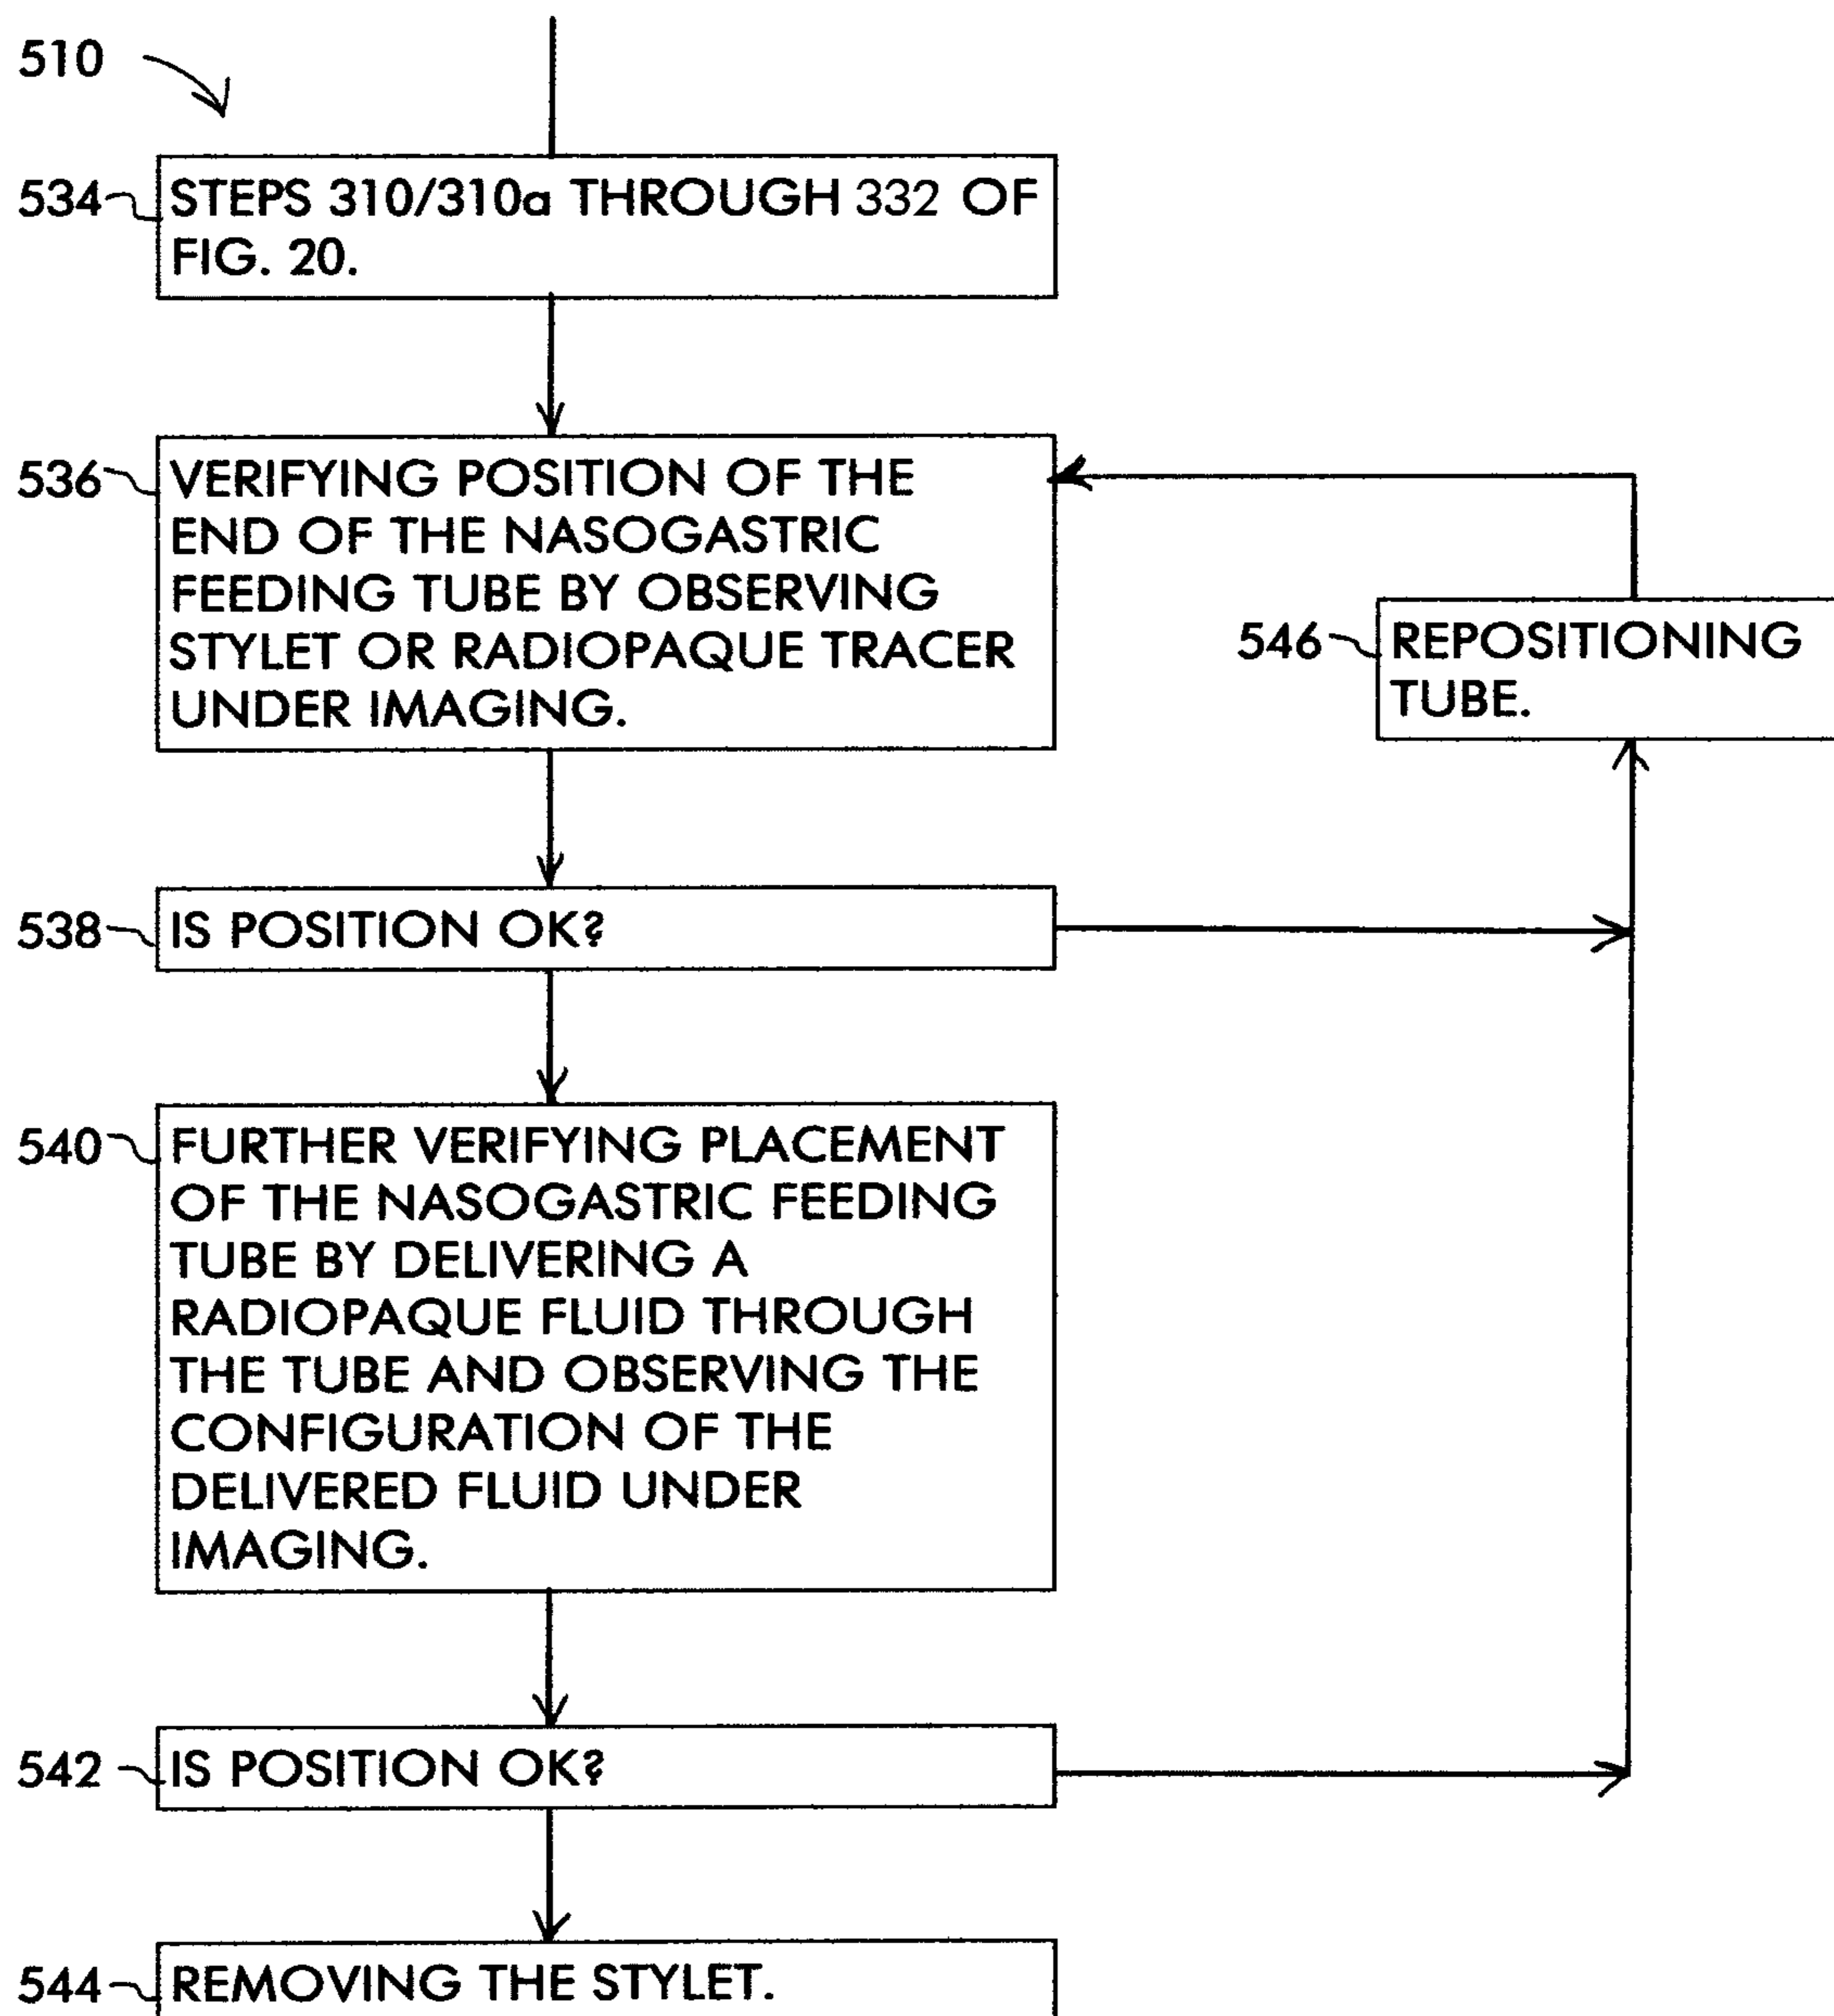 510
534
STEPS 310/310a THROUGH 332 OF
FIG. 20.
536
VERIFYING POSITION OF THE
END OF THE NASOGASTRIC
FEEDING TUBE BY OBSERVING
STYLET OR RADIOPAQUE TRACER
UNDER IMAGING.
546
REPOSITIONING
TUBE.
538
IS POSITION OK?
540
FURTHER VERIFYING PLACEMENT
OF THE NASOGASTRIC FEEDING
TUBE BY DELIVERING A
RADIOPAQUE FLUID THROUGH
THE TUBE AND OBSERVING THE
CONFIGURATION OF THE
DELIVERED FLUID UNDER
IMAGING.
542
IS POSITION OK?
544
REMOVING THE STYLET.